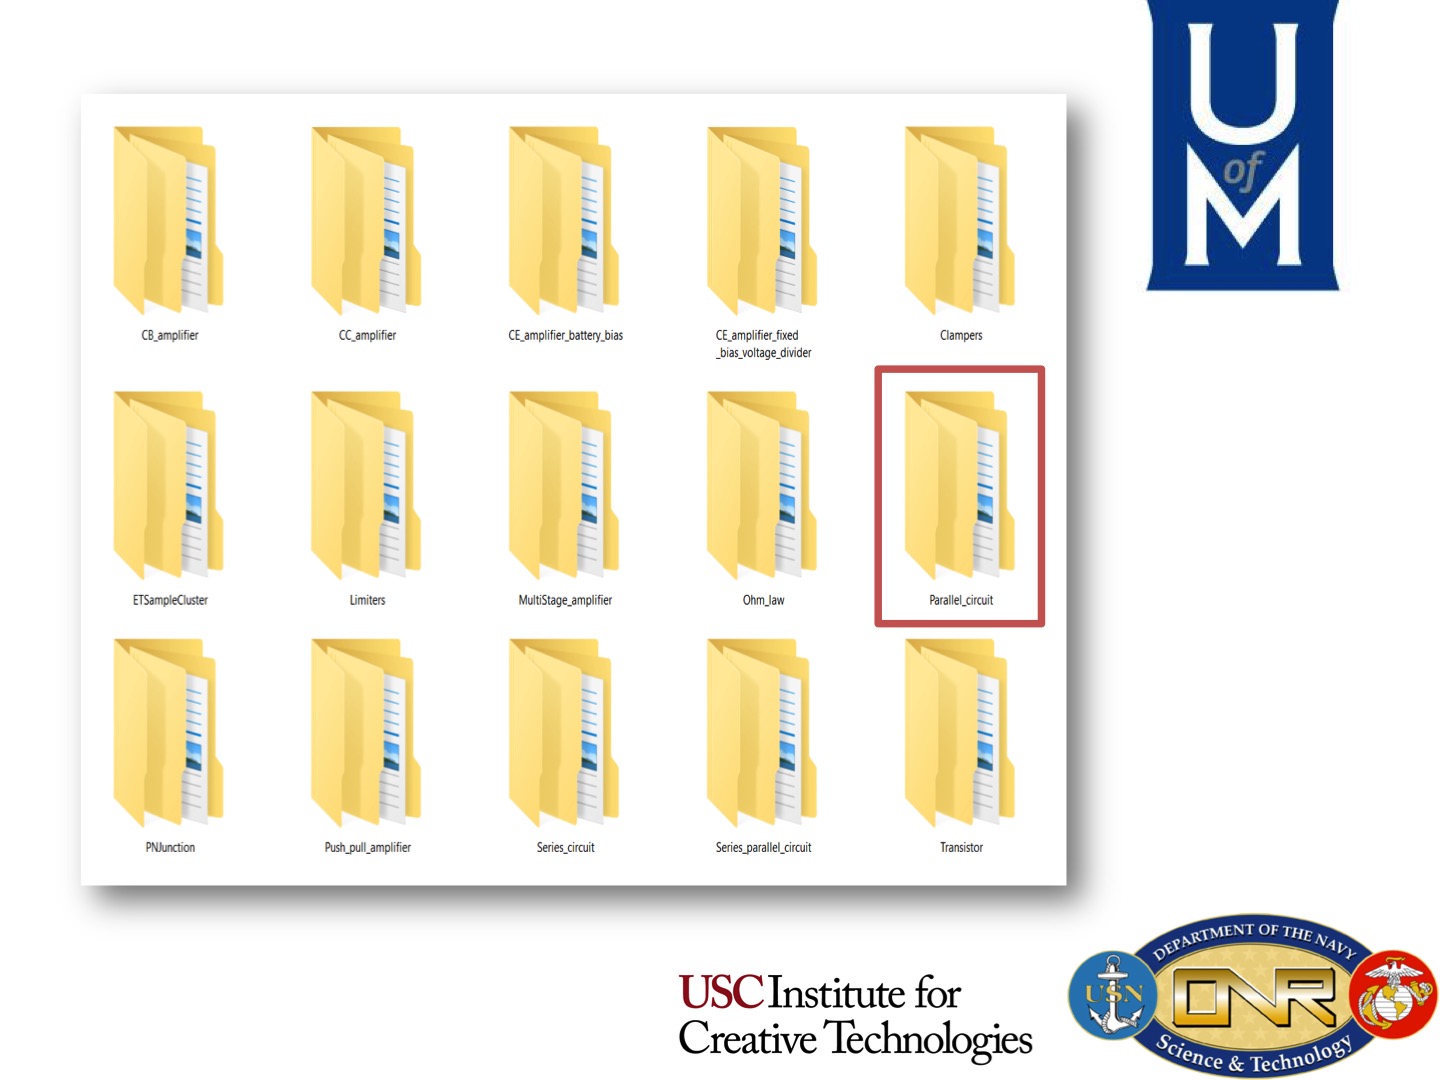 U
of
M
CB_amplifier
CC_amplifier
CE_amplifier_battery_bias
CE_amplifier_fixed
_bias_voltage_divider
Clampers
ETSampleCluster
Limiters
MultiStage_amplifier
Ohm_law
Parallel_circuit
PNJunction
Push_pull_amplifier
Series_circuit
Series_parallel_circuit
Transistor
USC Institute for
Creative Technologies
DEPARTMENT OF THE NAVY
USN
ONR
Science & Technology